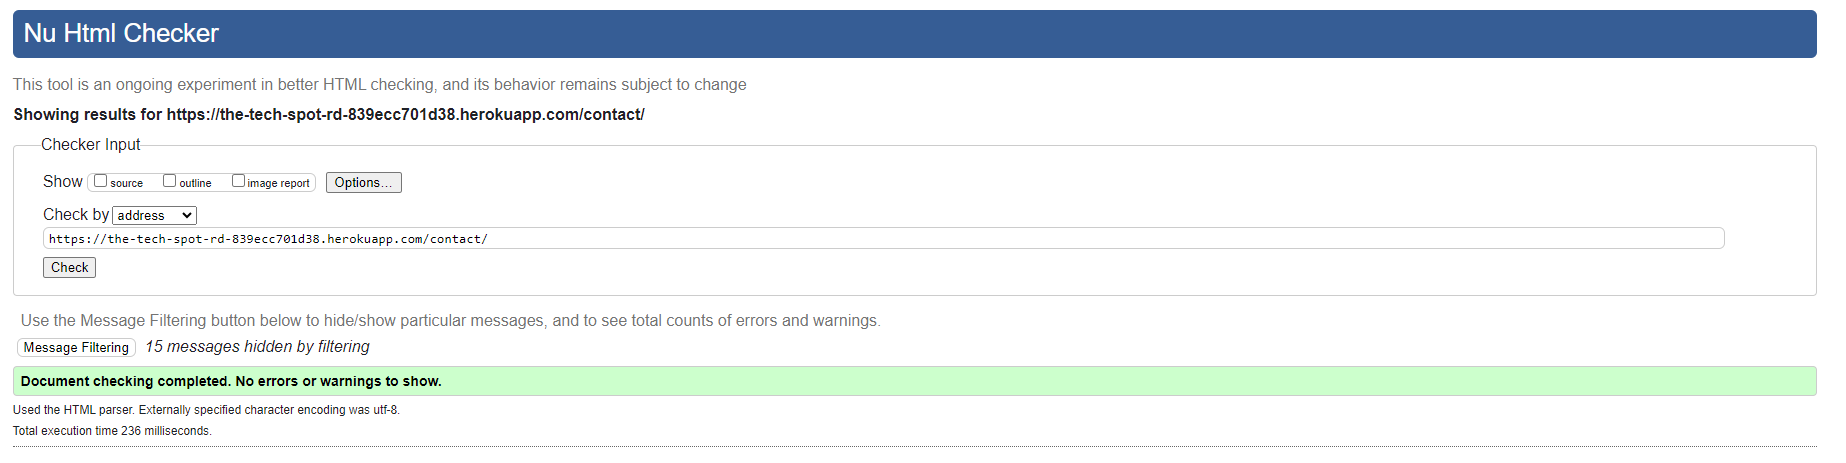 Nu Html Checker
This tool is an ongoing experiment in better HTML checking, and its behavior remains subject to change
Showing results for https://the-tech-spot-rd-839ecc701d38.herokuapp.com/contact/
Checker Input
Show source outline image report Options...
Check by address
https://the-tech-spot-rd-839ecc701d38.herokuapp.com/contact/
Check
Use the Message Filtering button below to hide/show particular messages, and to see total counts of errors and warnings.
Message Filtering 15 messages hidden by filtering
Document checking completed. No errors or warnings to show.
Used the HTML parser. Externally specified character encoding was utf-8.
Total execution time 236 milliseconds.